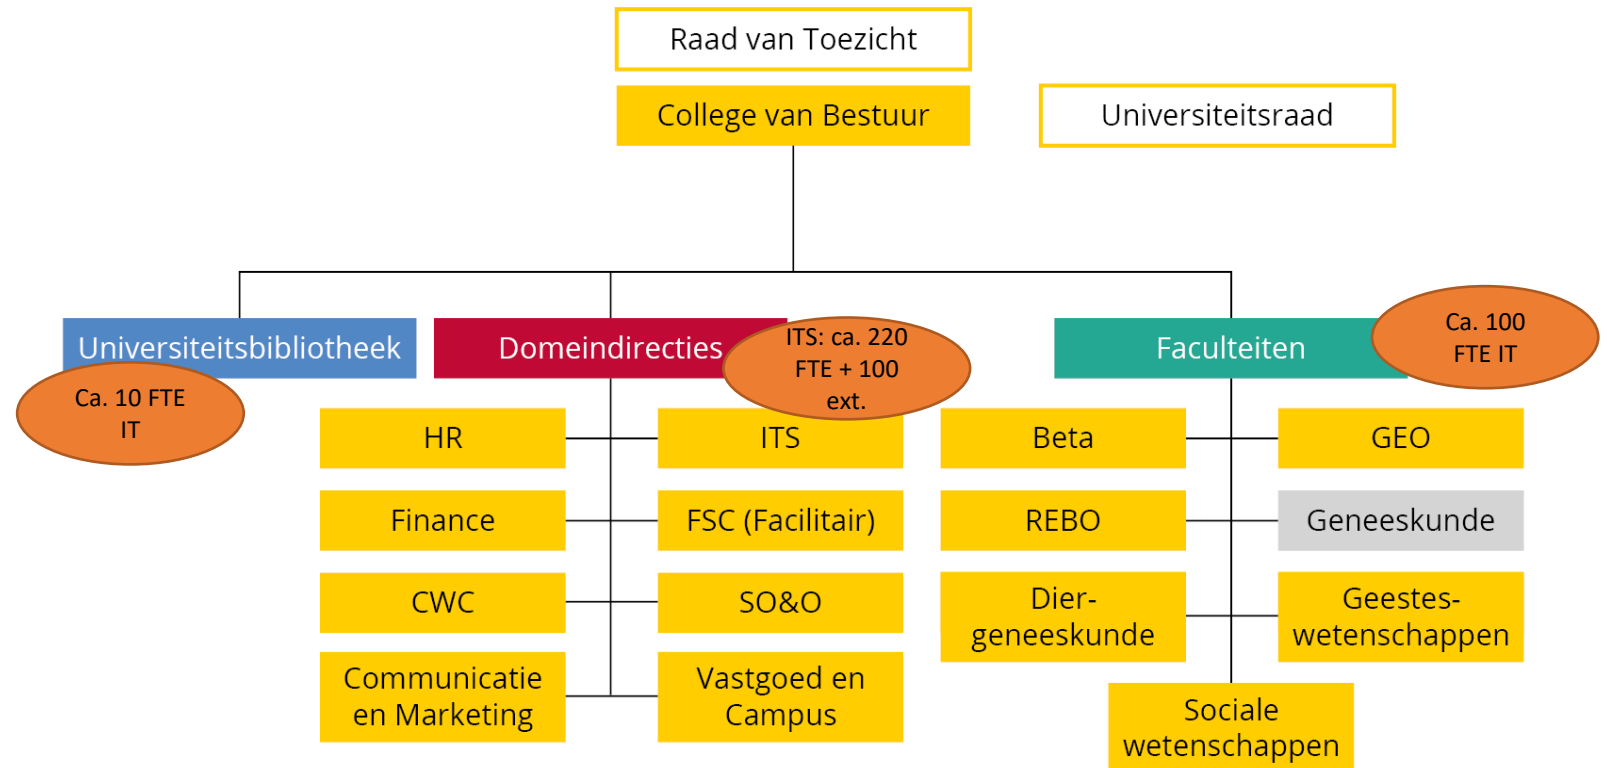 Raad van Toezicht
College van Bestuur
Universiteitsraad
Universiteitsbibliotheek
Ca. 10 FTE
IT
Domeindirecties
ITS: ca. 220
FTE + 100
ext.
Faculteiten
Ca. 100
FTE IT
HR
ITS
Finance
FSC (Facilitair)
CWC
SO&O
Communicatie
en Marketing
Vastgoed en
Campus
Beta
GEO
REBO
Geneeskunde
Dier-
geneeskunde
Geestes-
wetenschappen
Sociale
wetenschappen